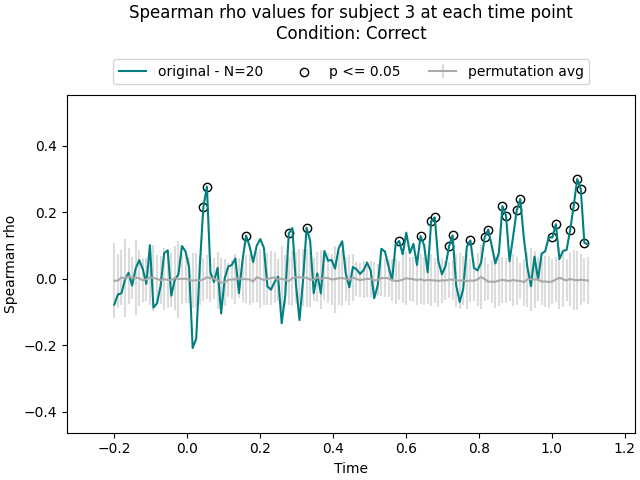 Spearman rho values for subject 3 at each time point
Condition: Correct
original - N=20 p <= 0.05 permutation avg
0.4
0.2
0.0
−0.2
−0.4
Spearman rho
−0.2 0.0 0.2 0.4 0.6 0.8 1.0 1.2
Time